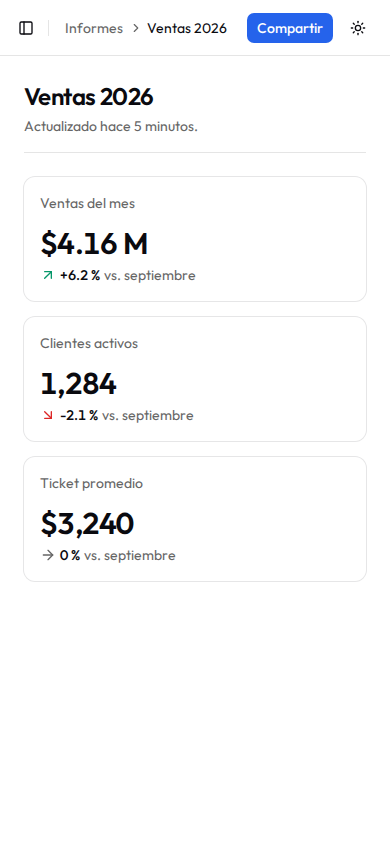 Informes > Ventas 2026
Compartir
Ventas 2026
Actualizado hace 5 minutos.
Ventas del mes
$4.16 M
+6.2 % vs. septiembre
Clientes activos
1,284
-2.1 % vs. septiembre
Ticket promedio
$3,240
0 % vs. septiembre